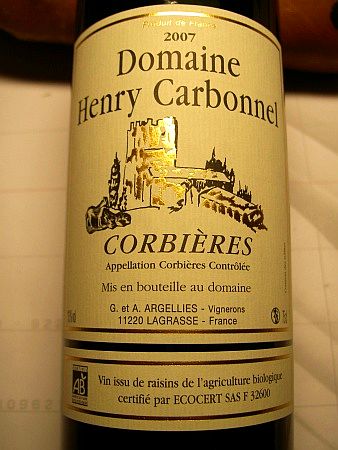 Produit de France
2007
Domaine
Henry Carbonnel
CORBIÈRES
Appellation Corbières Contrôlée
Mis en bouteille au domaine
G. et A. ARGELLIES - Vignerons
11220 LAGRASSE - France
AB
Vin issu de raisins de l'agriculture biologique
certifié par ECOCERT SAS F 32600